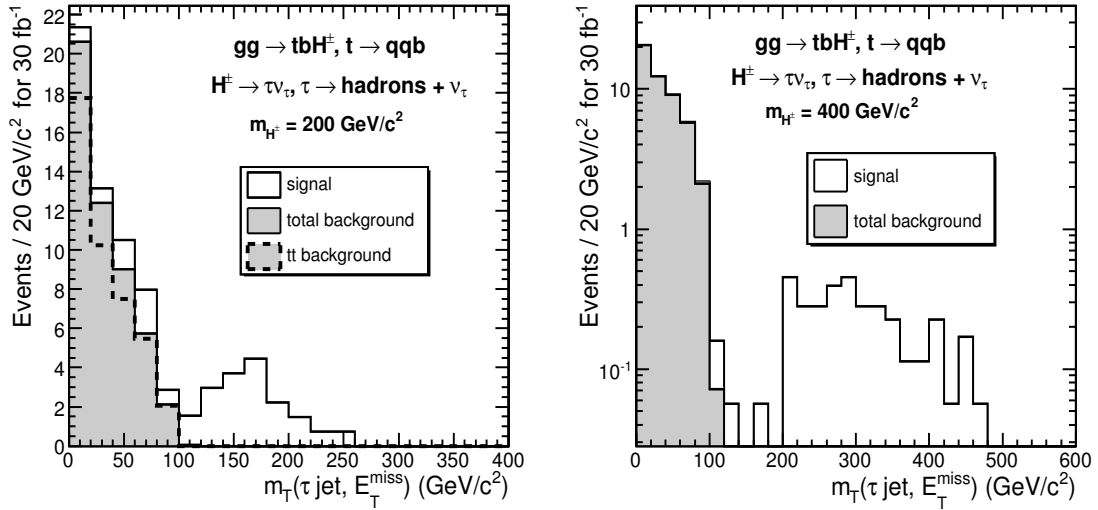 Events / 20 GeV/c² for 30 fb⁻¹
22
20
18
16
14
12
10
8
6
4
2
0
gg → tbH±, t → qqb
H± → τν_τ, τ → hadrons + ν_τ
m_H± = 200 GeV/c²
signal
total background
tt background
0 50 100 150 200 250 300 350 400
m_T(τ jet, E_T^miss) (GeV/c²)
Events / 20 GeV/c² for 30 fb⁻¹
10
1
10⁻¹
gg → tbH±, t → qqb
H± → τν_τ, τ → hadrons + ν_τ
m_H± = 400 GeV/c²
signal
total background
0 100 200 300 400 500 600
m_T(τ jet, E_T^miss) (GeV/c²)